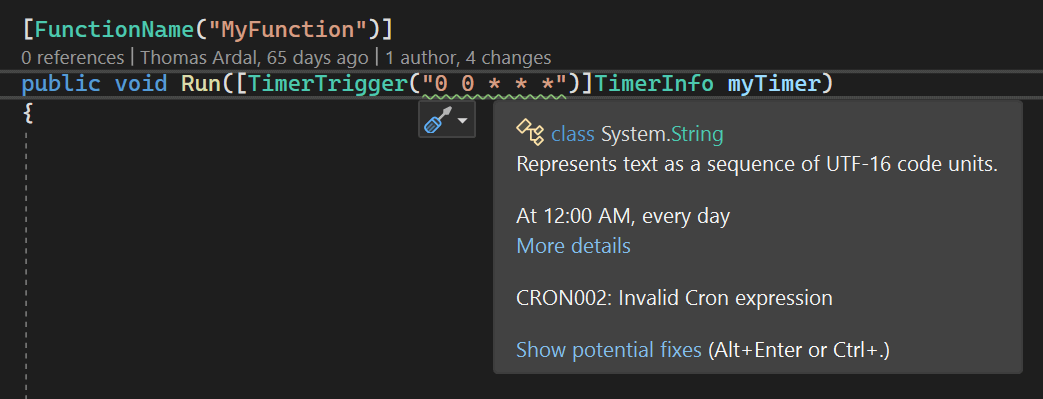 [FunctionName("MyFunction")]
0 references | Thomas Ardal, 65 days ago | 1 author, 4 changes
public void Run([TimerTrigger("0 0 * * *")]TimerInfo myTimer)
{
class System.String
Represents text as a sequence of UTF-16 code units.
At 12:00 AM, every day
More details
CRON002: Invalid Cron expression
Show potential fixes (Alt+Enter or Ctrl+.)